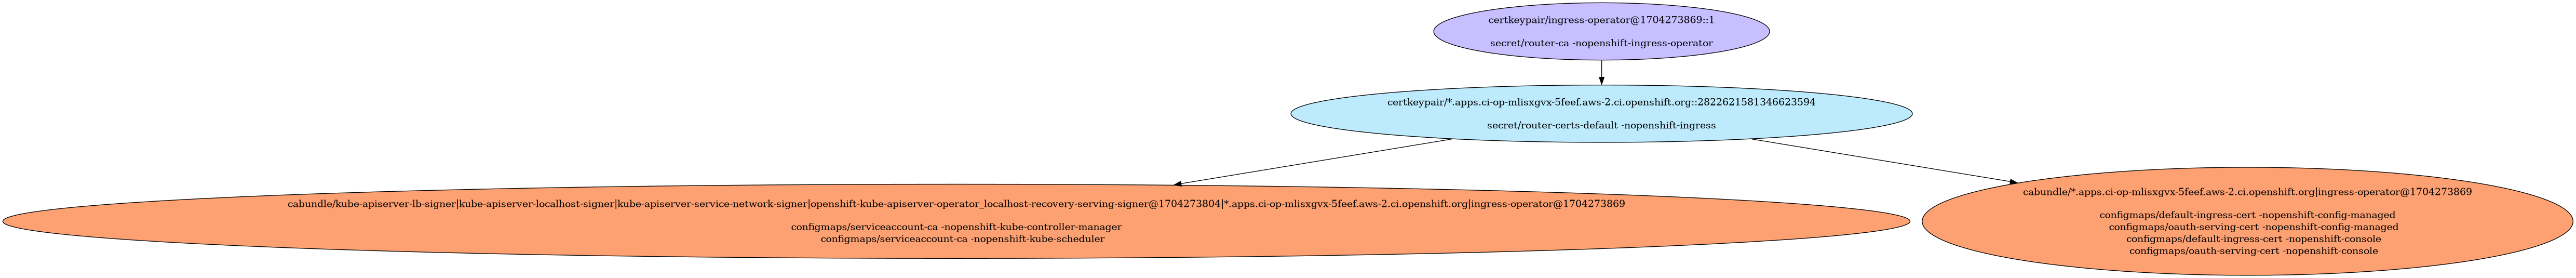 certkeypair/ingress-operator@1704273869::1
secret/router-ca -nopenshift-ingress-operator
certkeypair/*.apps.ci-op-mlisxgvx-5feef.aws-2.ci.openshift.org::2822621581346623594
secret/router-certs-default -nopenshift-ingress
cabundle/kube-apiserver-lb-signer|kube-apiserver-localhost-signer|kube-apiserver-service-network-signer|openshift-kube-apiserver-operator_localhost-recovery-serving-signer@1704273804|*.apps.ci-op-mlisxgvx-5feef.aws-2.ci.openshift.org|ingress-operator@1704273869
configmaps/serviceaccount-ca -nopenshift-kube-controller-manager
configmaps/serviceaccount-ca -nopenshift-kube-scheduler
cabundle/*.apps.ci-op-mlisxgvx-5feef.aws-2.ci.openshift.org|ingress-operator@1704273869
configmaps/default-ingress-cert -nopenshift-config-managed
configmaps/oauth-serving-cert -nopenshift-config-managed
configmaps/default-ingress-cert -nopenshift-console
configmaps/oauth-serving-cert -nopenshift-console